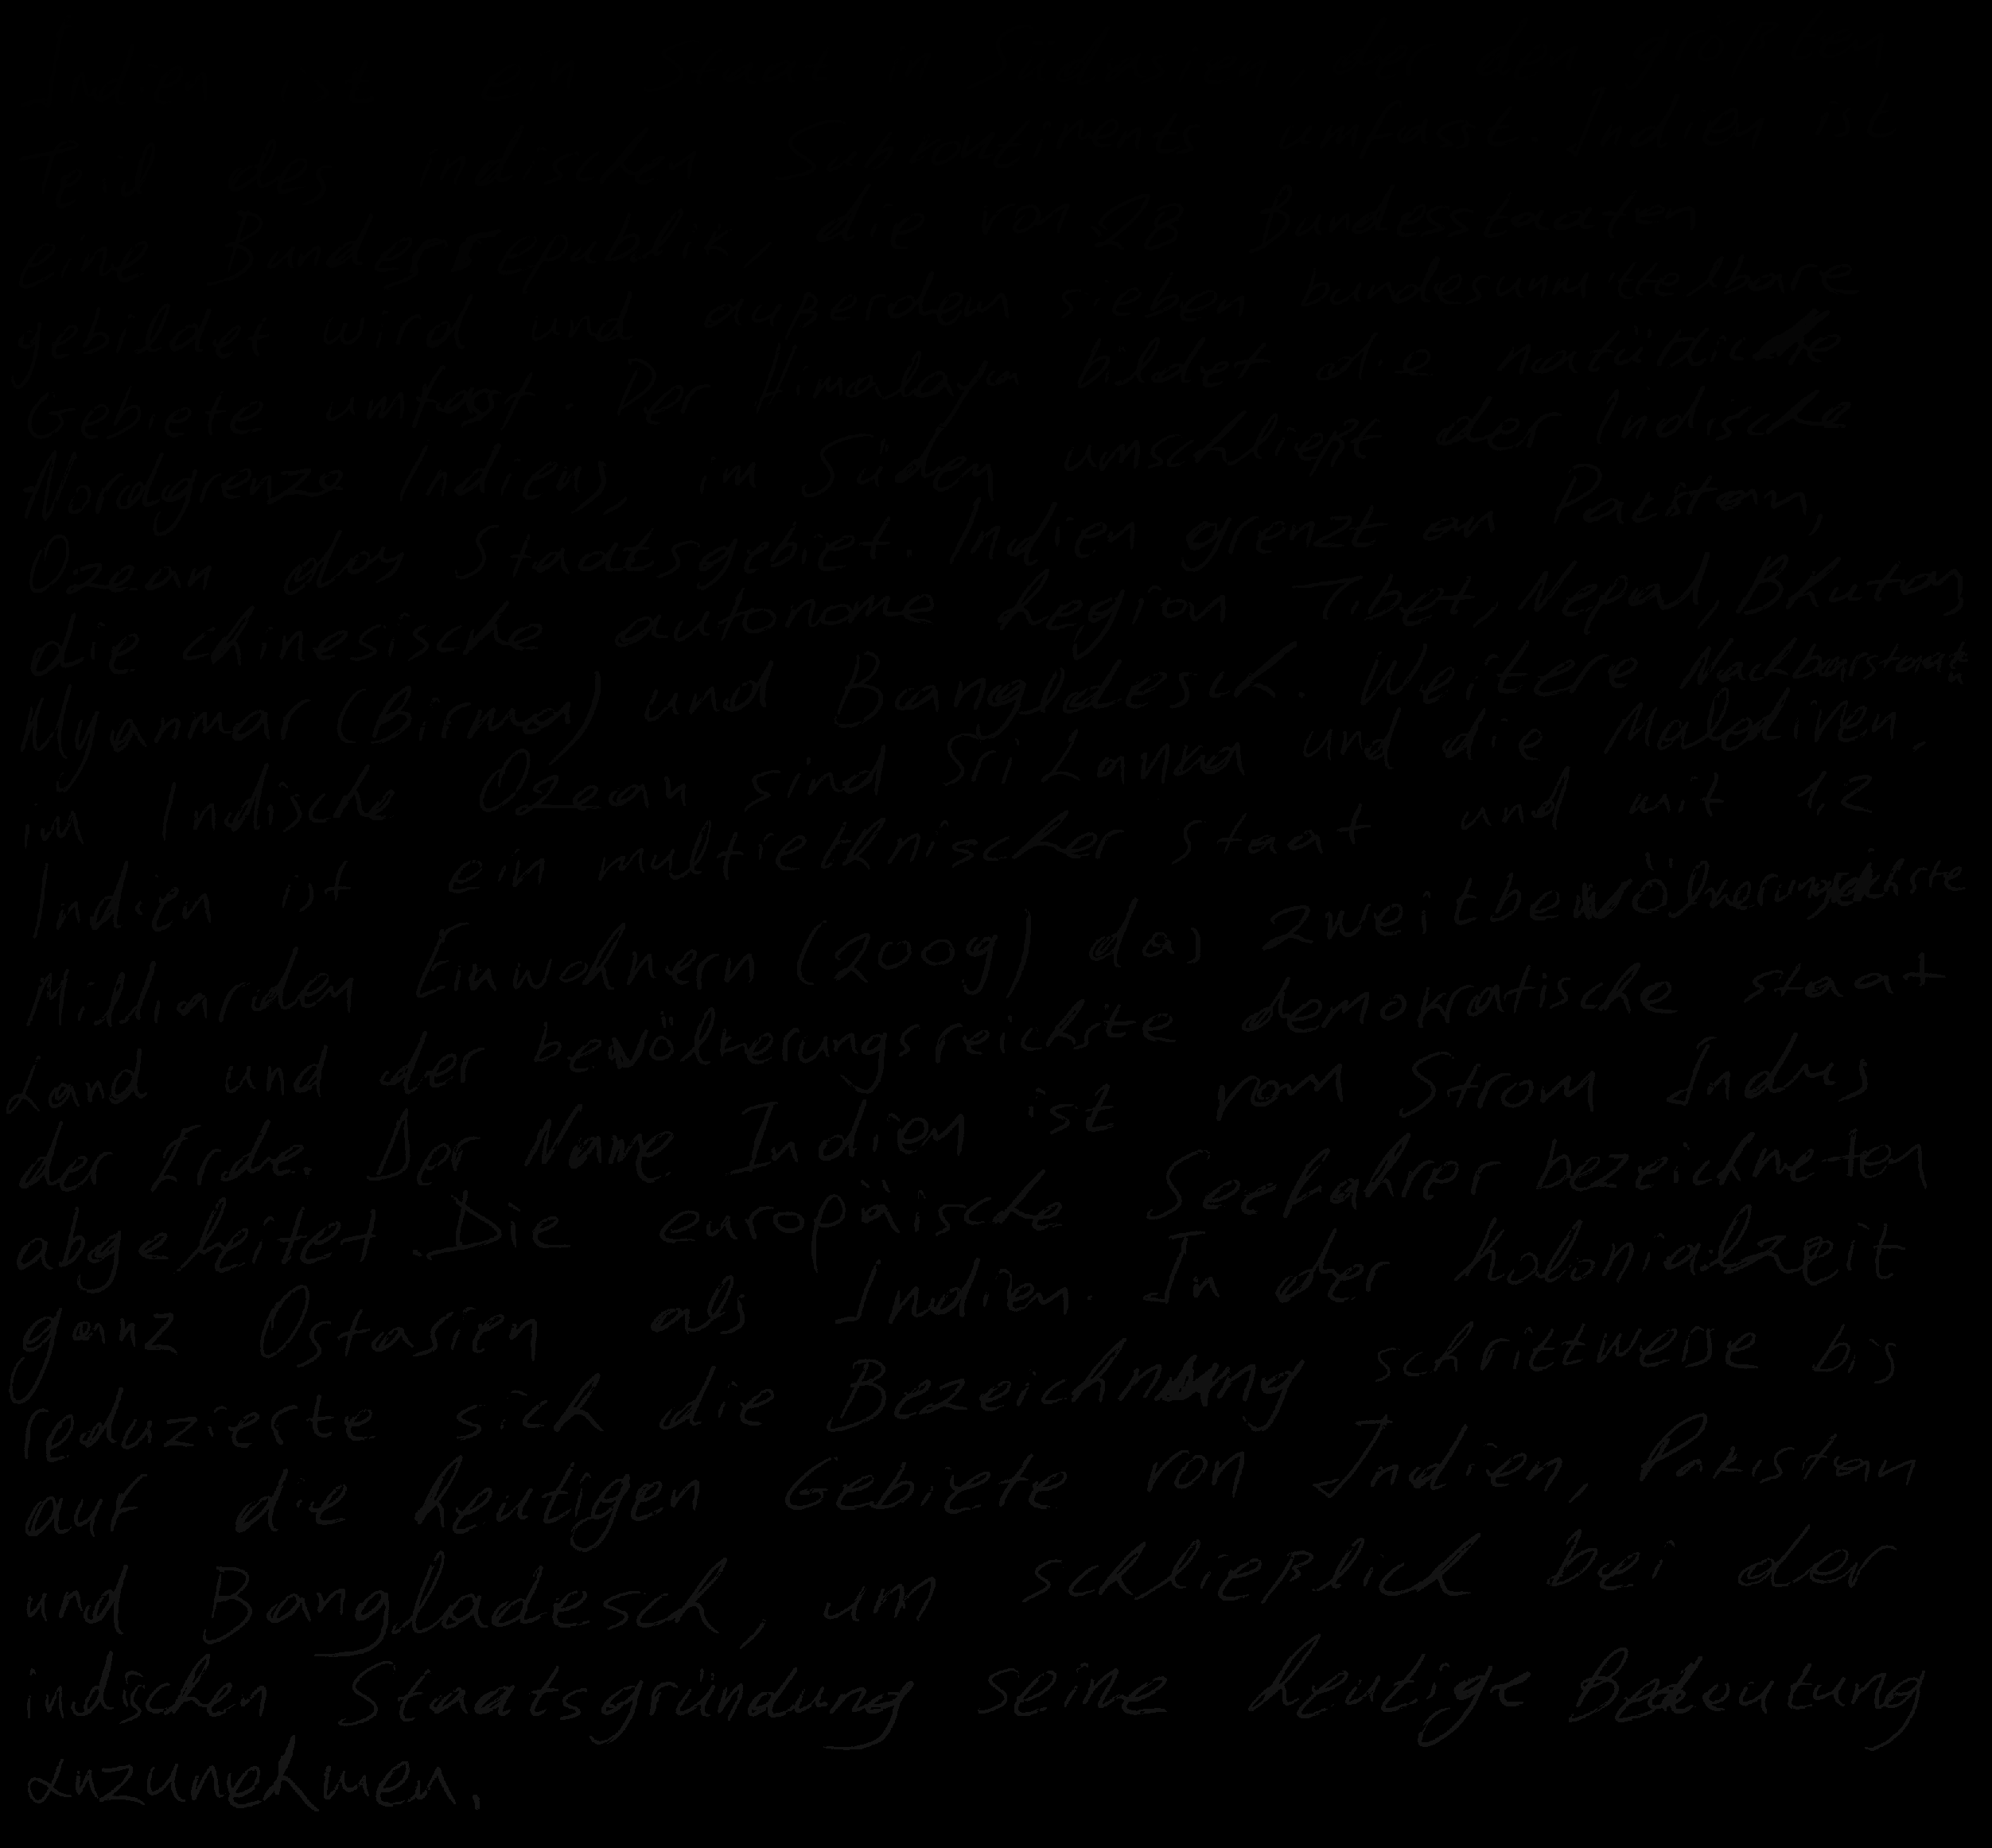 Teil des indischen Subkontinents umfasst. Indien ist
eine Bundesrepublik, die von 28 Bundesstaaten
gebildet wird und außerdem sieben bundesunmittelbare
Gebiete umfasst. Der Himalaya bildet die natürliche
Nordgrenze Indiens, im Süden umschließt der Indische
Ozean das Staatsgebiet. Indien grenzt an Pakistan,
die chinesische autonome Region Tibet, Nepal, Bhutan,
Myanmar (Birma) und Bangladesch. Weitere Nachbarstaaten
im Indische Ozean sind Sri Lanka und die Malediven.
Indien ist ein multiethnischer Staat und mit 1,2
Milliarden Einwohnern (2009) das zweitbevölkerungsreichste
Land und der bevölkerungsreichste demokratische Staat
der Erde. Der Name Indien ist vom Strom Indus
abgeleitet. Die europäische Seefahrer bezeichneten
ganz Ostasien als Indien. In der Kolonialzeit
reduzierte sich die Bezeichnung schrittweise bis
auf die heutigen Gebiete von Indien, Pakistan
und Bangladesch, um schließlich bei der
indischen Staatsgründung seine heutige Bedeutung
anzunehmen.